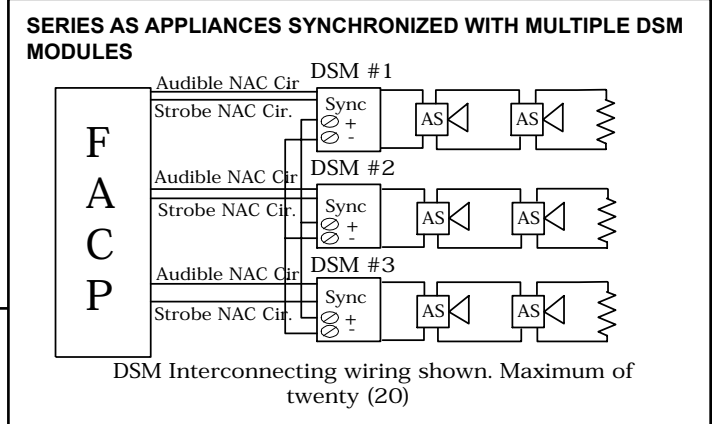 SERIES AS APPLIANCES SYNCHRONIZED WITH MULTIPLE DSM
MODULES
FACP
Audible NAC Cir
Strobe NAC Cir.
DSM #1
Sync
+
-
AS
AS
Audible NAC Cir
Strobe NAC Cir.
DSM #2
Sync
+
-
AS
AS
Audible NAC Cir
Strobe NAC Cir.
DSM #3
Sync
+
-
AS
AS
DSM Interconnecting wiring shown. Maximum of
twenty (20)